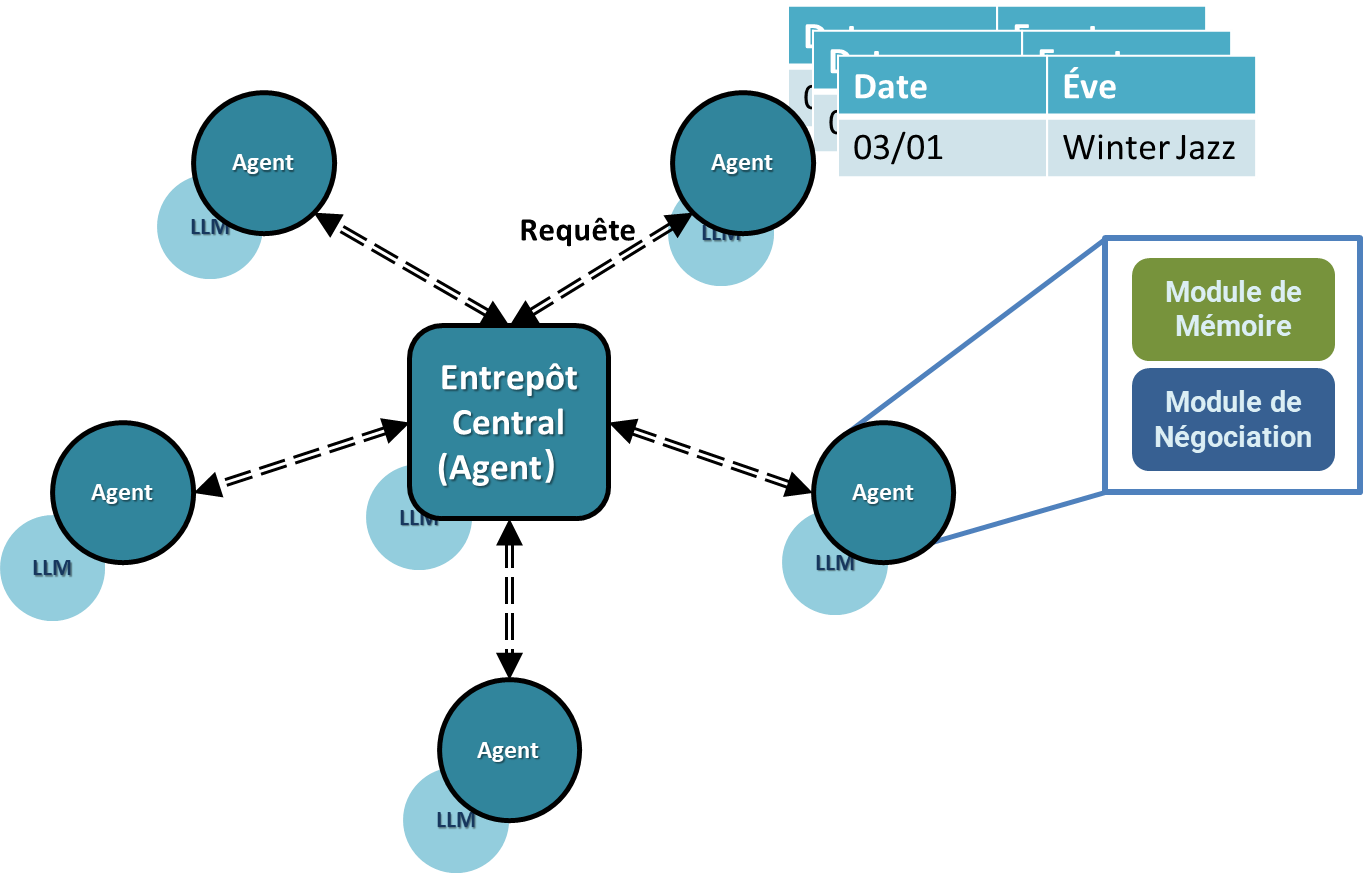 Date Éve
03/01 Winter Jazz
Agent
LLM
Agent
LLM
Requête
Module de
Mémoire
Module de
Négociation
Entrepôt
Central
(Agent)
LLM
Agent
LLM
Agent
LLM
Agent
LLM